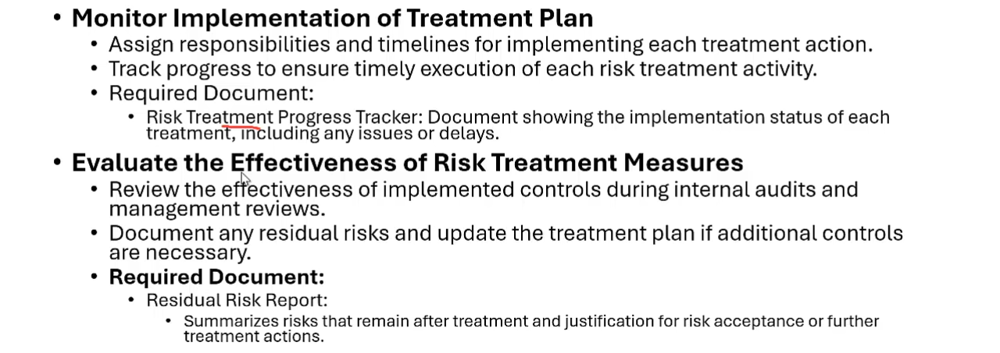 • Monitor Implementation of Treatment Plan
• Assign responsibilities and timelines for implementing each treatment action.
• Track progress to ensure timely execution of each risk treatment activity.
• Required Document:
• Risk Treatment Progress Tracker: Document showing the implementation status of each
treatment, including any issues or delays.
• Evaluate the Effectiveness of Risk Treatment Measures
• Review the effectiveness of implemented controls during internal audits and
management reviews.
• Document any residual risks and update the treatment plan if additional controls
are necessary.
• Required Document:
• Residual Risk Report:
• Summarizes risks that remain after treatment and justification for risk acceptance or further
treatment actions.